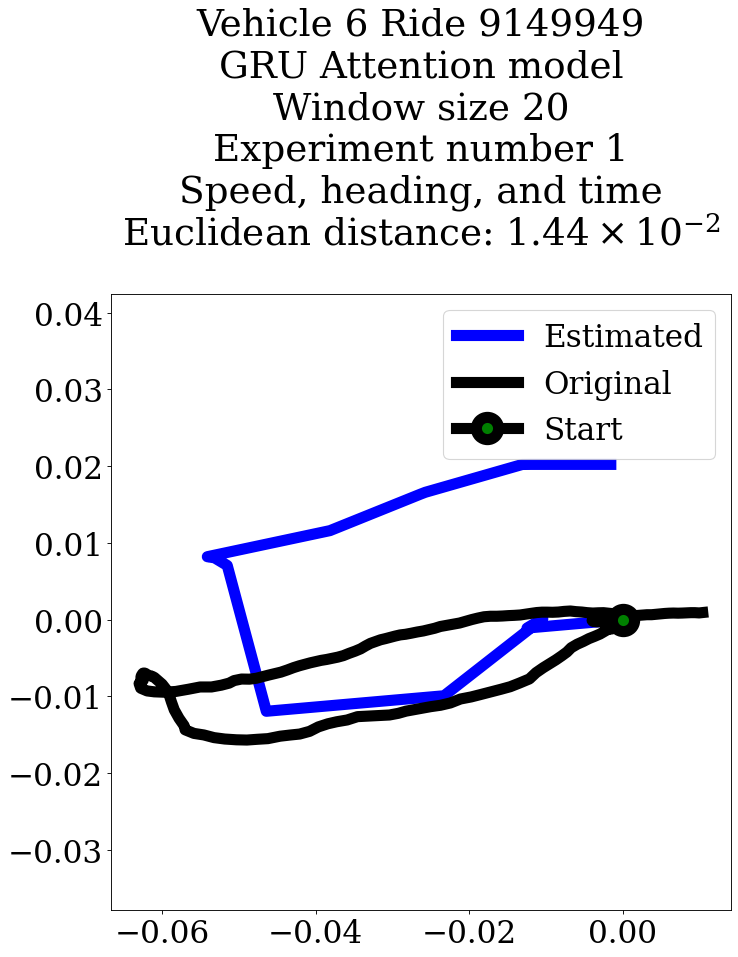 Vehicle 6 Ride 9149949
GRU Attention model
Window size 20
Experiment number 1
Speed, heading, and time
Euclidean distance: 1.44 × 10⁻²
Estimated
Original
Start
0.04
0.03
0.02
0.01
0.00
−0.01
−0.02
−0.03
−0.06 −0.04 −0.02 0.00